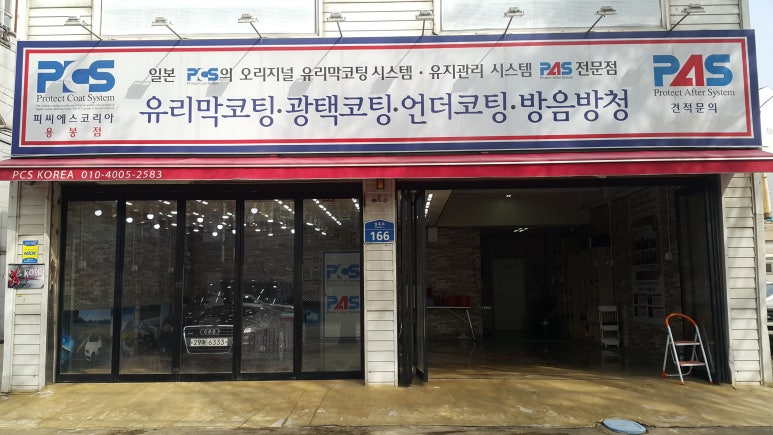 PCS
Protect Coat System
피씨에스코리아
용봉점
일본 PCS의 오리지널 유리막코팅시스템·유지관리 시스템 PAS 전문점
Protect After System
유리막코팅·광택코팅·언더코팅·방음방청
PAS
Protect After System
견적문의
PCS KOREA 010-4005-2583
166
PCS
PAS
6333